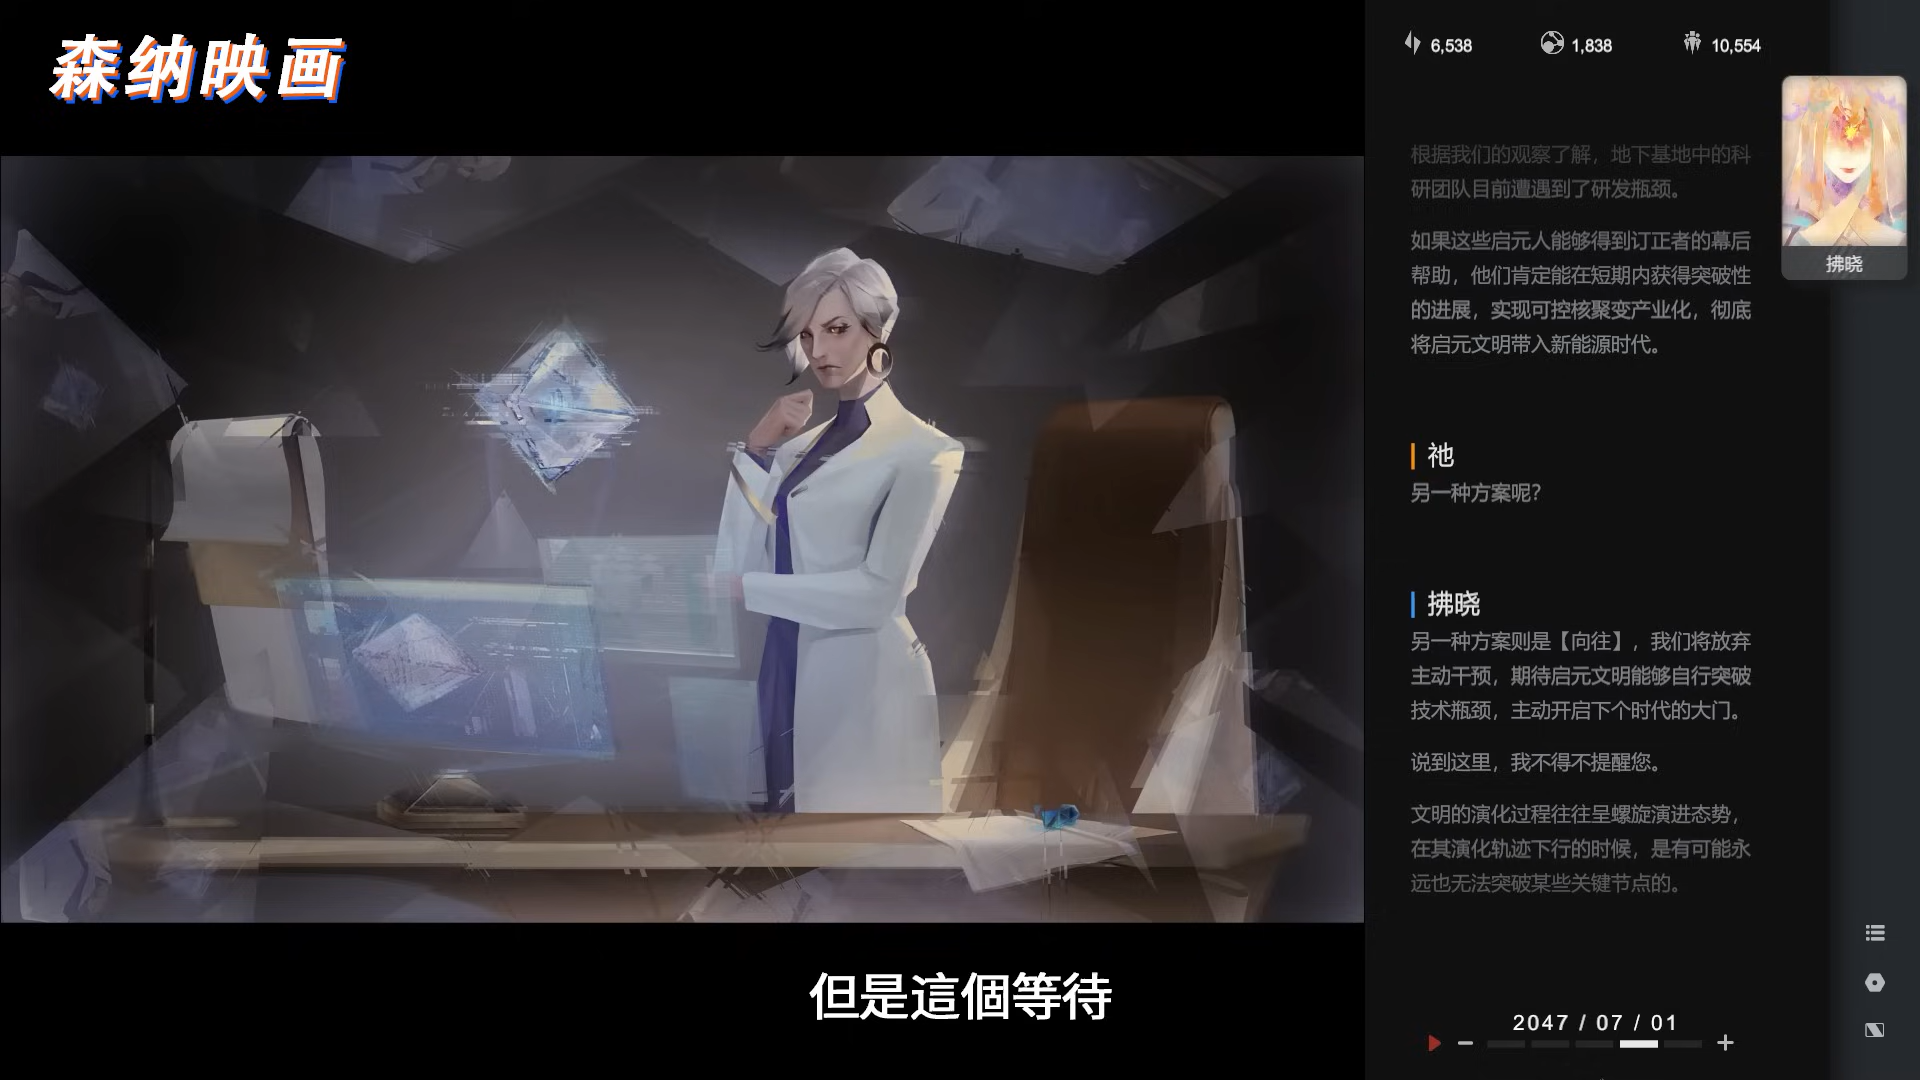 森纳映画
6,538
1,838
10,554
根据我们的观察了解，地下基地中的科
研团队目前遭遇到了研发瓶颈。
如果这些启元人能够得到订正者的幕后
帮助，他们肯定能在短期内获得突破性
的进展，实现可控核聚变产业化，彻底
将启元文明带入新能源时代。
拂晓
祂
另一种方案呢？
拂晓
另一种方案则是【向往】，我们将放弃
主动干预，期待启元文明能够自行突破
技术瓶颈，主动开启下个时代的大门。
说到这里，我不得不提醒您。
文明的演化过程往往呈螺旋演进态势，
在其演化轨迹下行的时候，是有可能永
远也无法突破某些关键节点的。
但是這個等待
2047 / 07 / 01